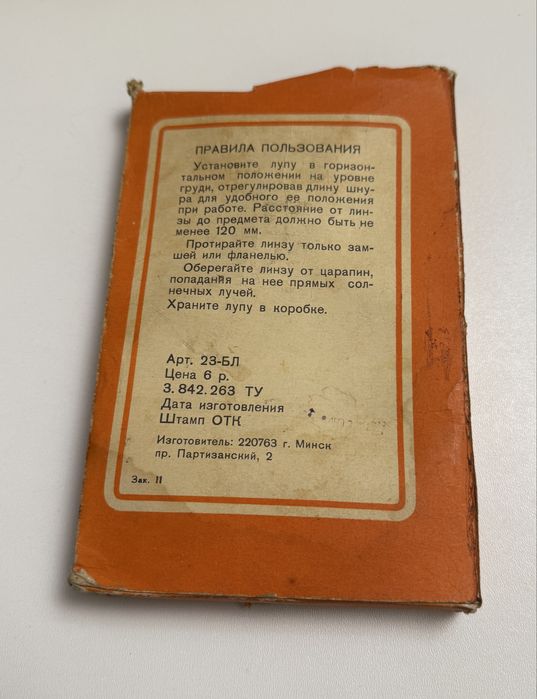 ПРАВИЛА ПОЛЬЗОВАНИЯ
Установите лупу в горизон-
тальном положении на уровне
груди, отрегулировав длину шну-
ра для удобного ее положения
при работе. Расстояние от лин-
зы до предмета должно быть не
менее 120 мм.
Протирайте линзу только зам-
шей или фланелью.
Оберегайте линзу от царапин,
попадания на нее прямых сол-
нечных лучей.
Храните лупу в коробке.
Арт. 23-БЛ
Цена 6 р.
3.842.263 ТУ
Дата изготовления
Штамп ОТК
Изготовитель: 220763 г. Минск
пр. Партизанский, 2
Зак. 11